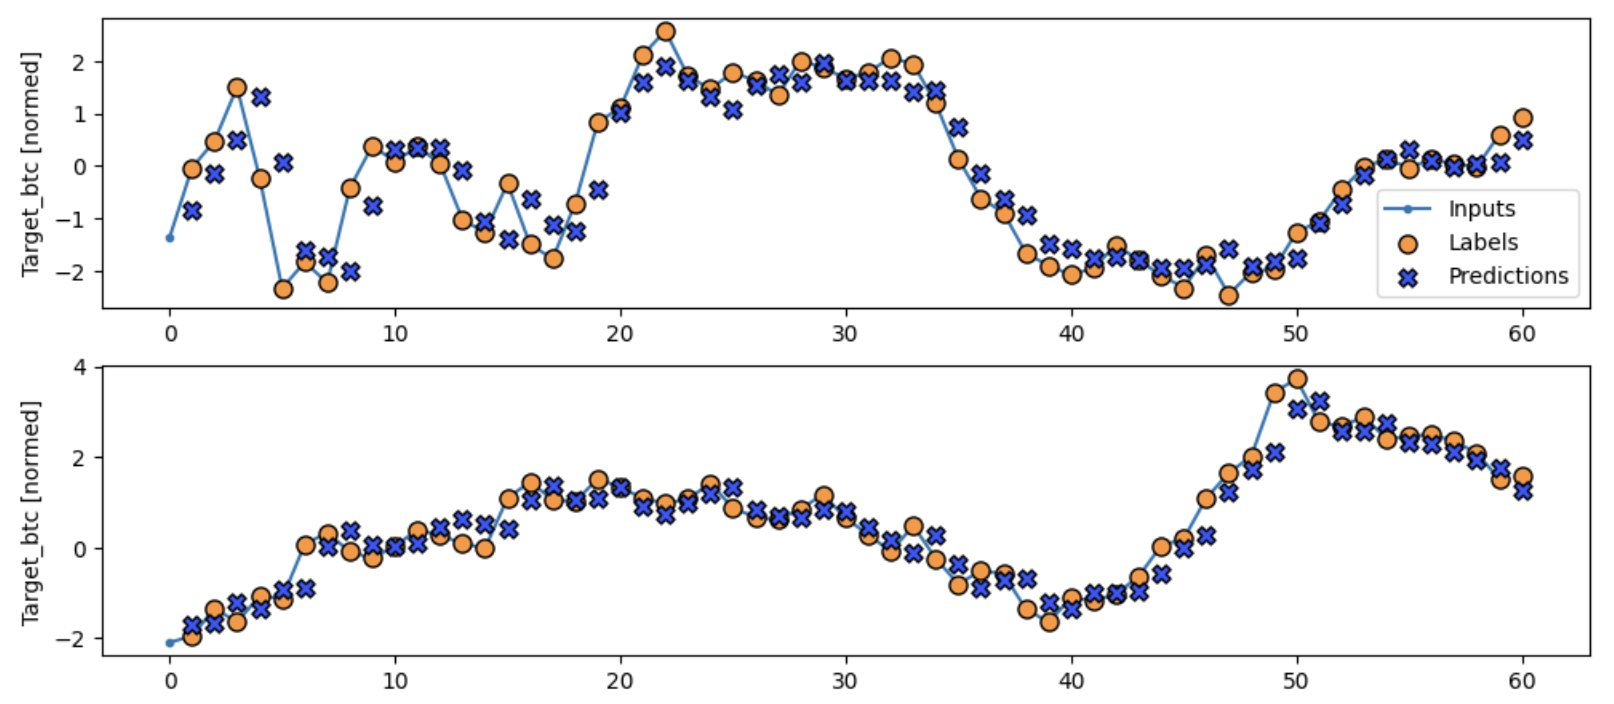 Target_btc [normed]
2
1
0
−1
−2
Inputs
Labels
Predictions
0 10 20 30 40 50 60
Target_btc [normed]
4
2
0
−2
0 10 20 30 40 50 60